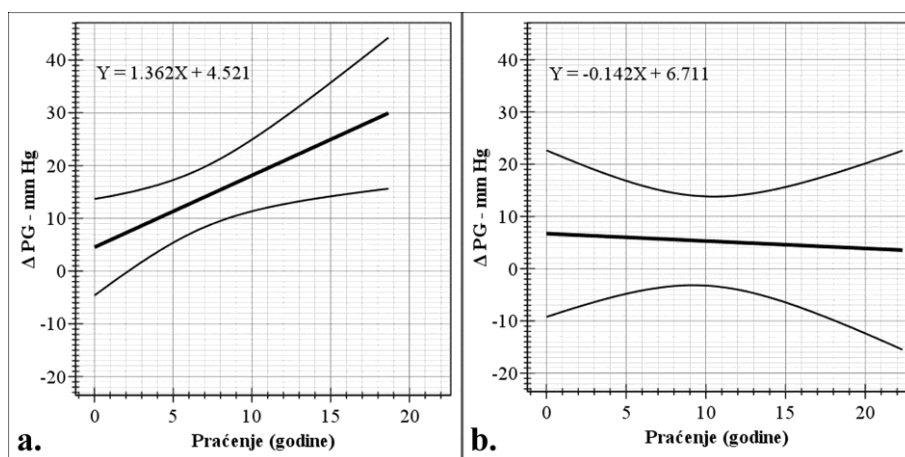 Y = 1.362X + 4.521
Δ PG - mm Hg
40
30
20
10
0
-10
-20
0 5 10 15 20
Praćenje (godine)
a.
Y = -0.142X + 6.711
Δ PG - mm Hg
40
30
20
10
0
-10
-20
0 5 10 15 20
Praćenje (godine)
b.